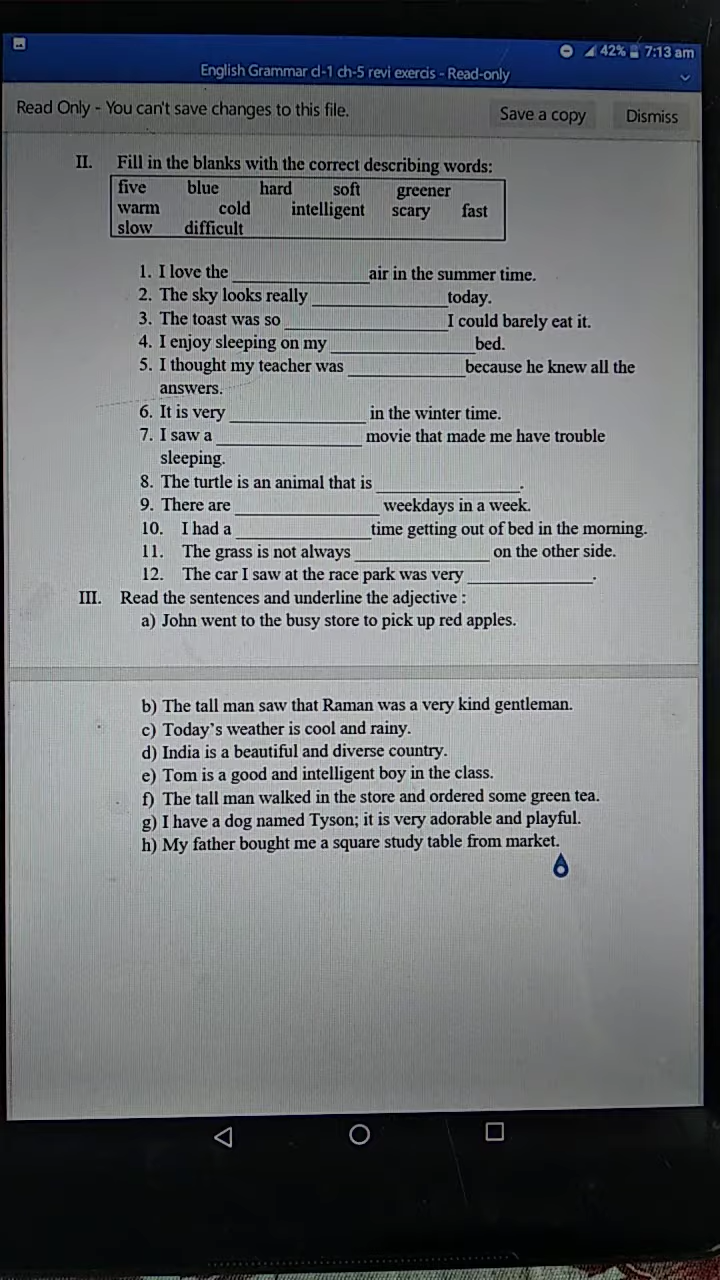 42% 7:13 am
English Grammar cl-1 ch-5 revi exercis - Read-only
Read Only - You can't save changes to this file. Save a copy Dismiss
II. Fill in the blanks with the correct describing words:
five blue hard soft greener
warm cold intelligent scary fast
slow difficult
1. I love the ______________ air in the summer time.
2. The sky looks really ______________ today.
3. The toast was so ______________ I could barely eat it.
4. I enjoy sleeping on my ______________ bed.
5. I thought my teacher was ______________ because he knew all the
answers.
6. It is very ______________ in the winter time.
7. I saw a ______________ movie that made me have trouble
sleeping.
8. The turtle is an animal that is ______________.
9. There are ______________ weekdays in a week.
10. I had a ______________ time getting out of bed in the morning.
11. The grass is not always ______________ on the other side.
12. The car I saw at the race park was very ______________.
III. Read the sentences and underline the adjective :
a) John went to the busy store to pick up red apples.
b) The tall man saw that Raman was a very kind gentleman.
c) Today's weather is cool and rainy.
d) India is a beautiful and diverse country.
e) Tom is a good and intelligent boy in the class.
f) The tall man walked in the store and ordered some green tea.
g) I have a dog named Tyson; it is very adorable and playful.
h) My father bought me a square study table from market.